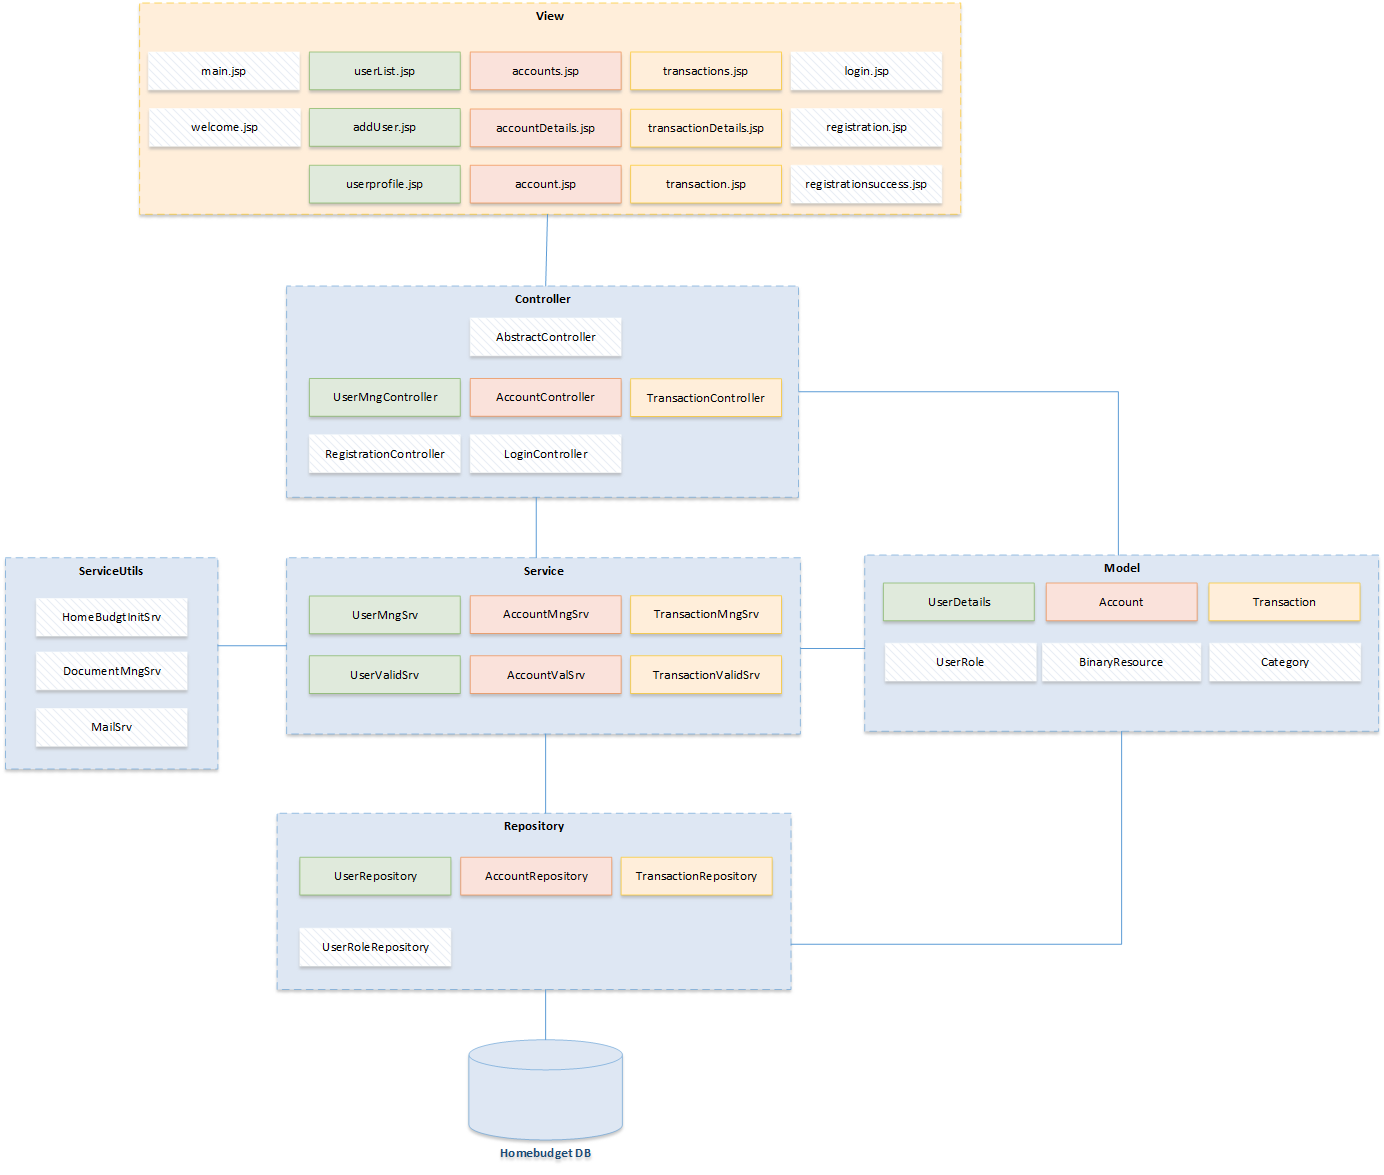 View
main.jsp
userList.jsp
accounts.jsp
transactions.jsp
login.jsp
welcome.jsp
addUser.jsp
accountDetails.jsp
transactionDetails.jsp
registration.jsp
userprofile.jsp
account.jsp
transaction.jsp
registrationsuccess.jsp
Controller
AbstractController
UserMngController
AccountController
TransactionController
RegistrationController
LoginController
ServiceUtils
HomeBudgtInitSrv
DocumentMngSrv
MailSrv
Service
UserMngSrv
AccountMngSrv
TransactionMngSrv
UserValidSrv
AccountValSrv
TransactionValidSrv
Model
UserDetails
Account
Transaction
UserRole
BinaryResource
Category
Repository
UserRepository
AccountRepository
TransactionRepository
UserRoleRepository
Homebudget DB